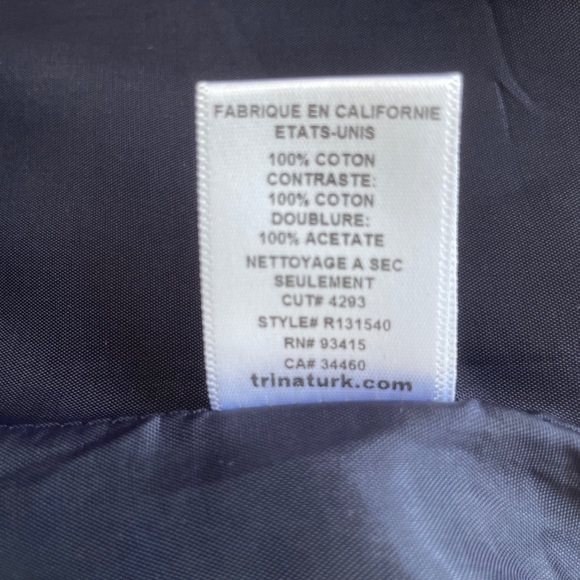 FABRIQUE EN CALIFORNIE
ETATS-UNIS
100% COTON
CONTRASTE:
100% COTON
DOUBLURE:
100% ACETATE
NETTOYAGE A SEC
SEULEMENT
CUT# 4293
STYLE# R131540
RN# 93415
CA# 34460
trinaturk.com